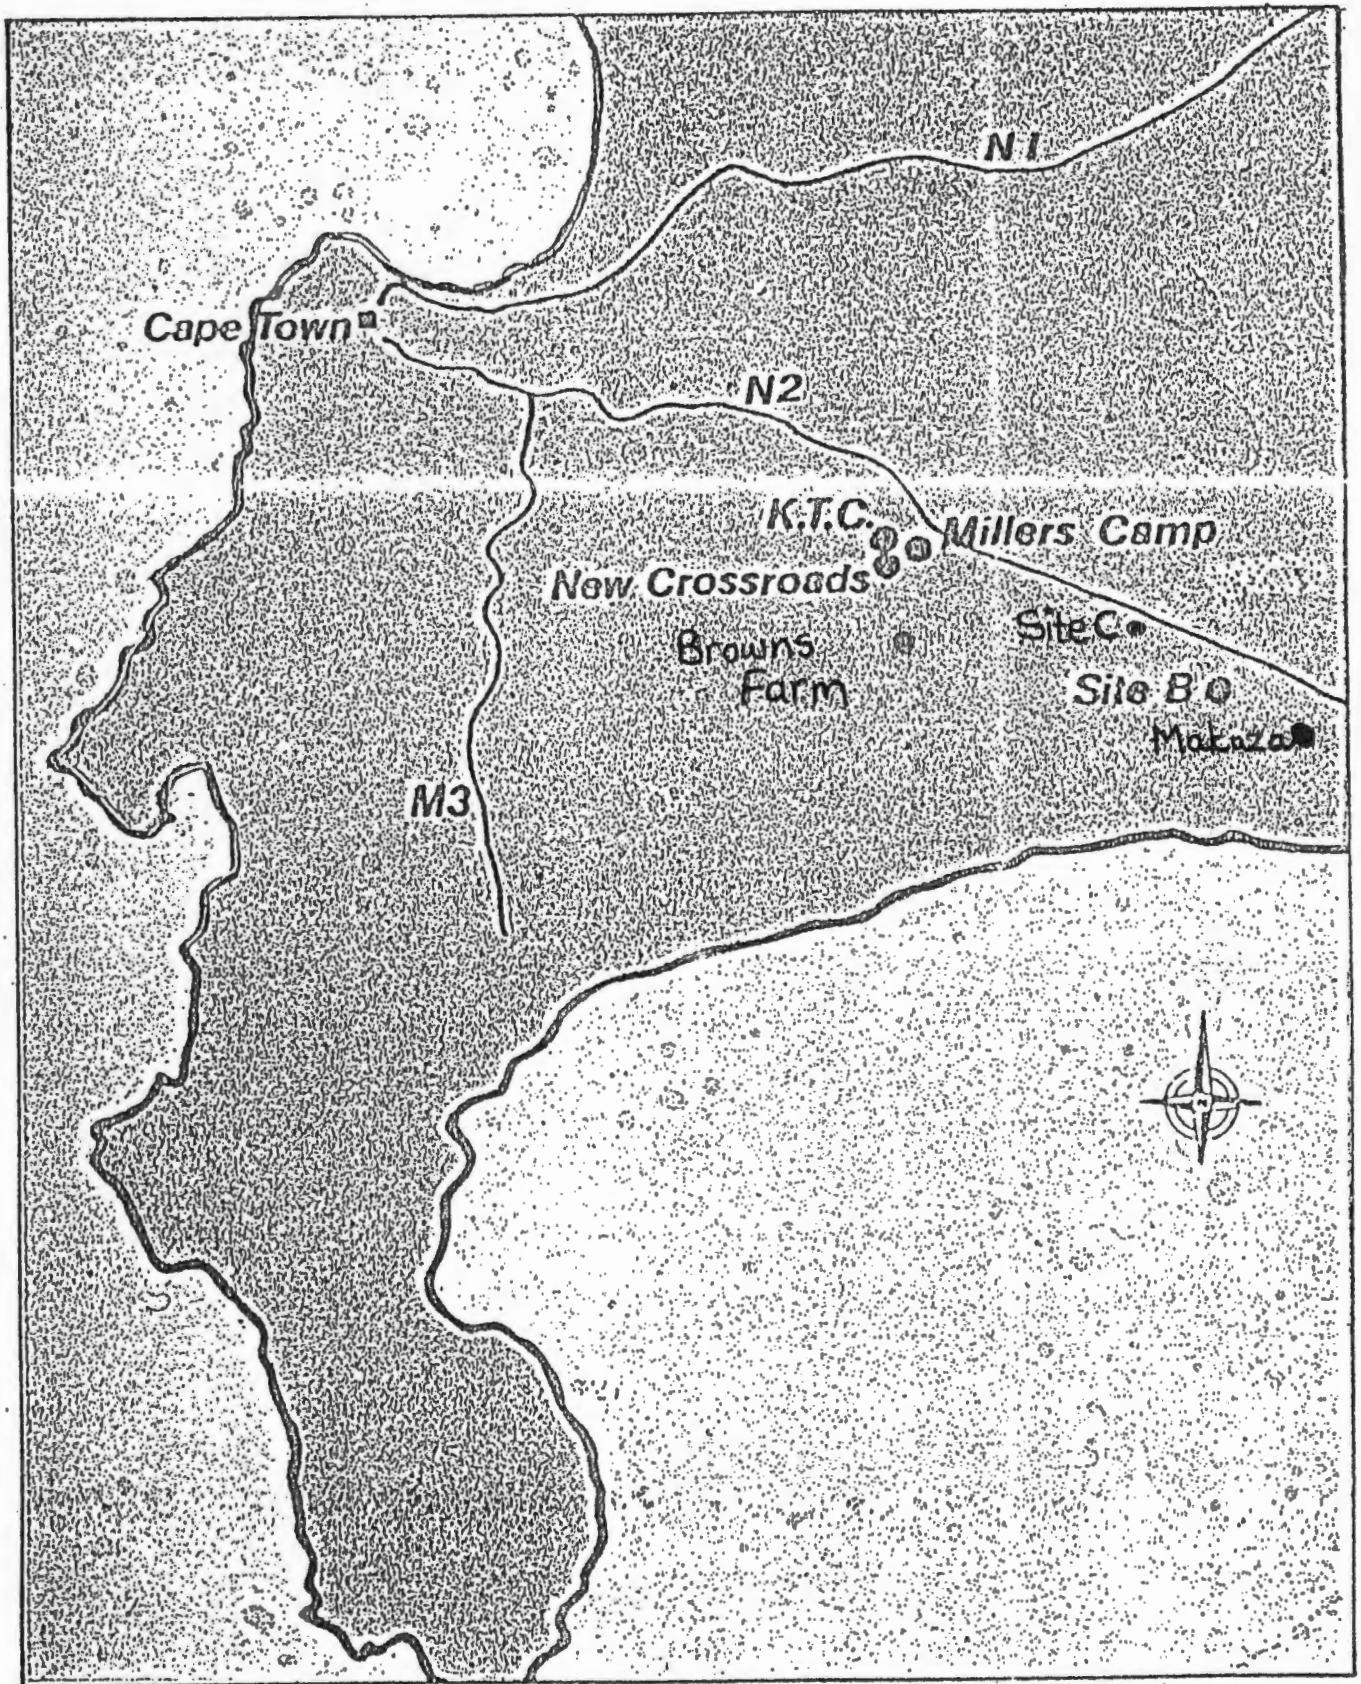 N1
Cape Town
N2
K.T.C.
Millers Camp
New Crossroads
Site C
Browns
Farm
Site B
Makaza
M3
N